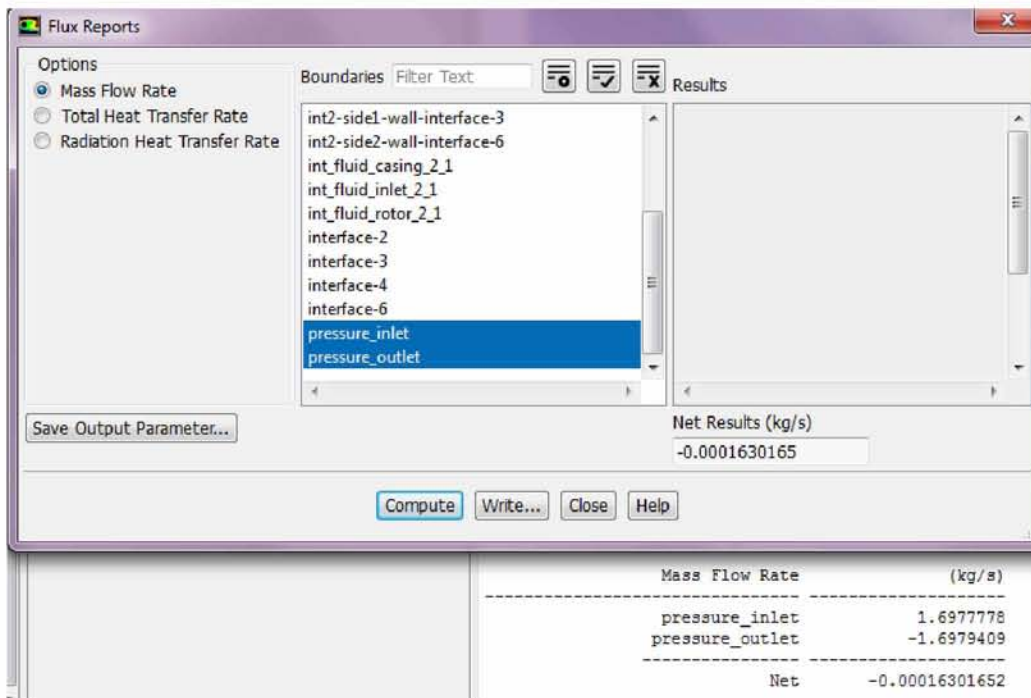 Flux Reports
Options
Mass Flow Rate
Total Heat Transfer Rate
Radiation Heat Transfer Rate
Save Output Parameter...
Boundaries Filter Text
int2-side1-wall-interface-3
int2-side2-wall-interface-6
int_fluid_casing_2_1
int_fluid_inlet_2_1
int_fluid_rotor_2_1
interface-2
interface-3
interface-4
interface-6
pressure_inlet
pressure_outlet
Results
Net Results (kg/s)
-0.0001630165
Compute Write... Close Help
Mass Flow Rate (kg/s)
-------------------------------- --------------------
pressure_inlet 1.6977778
pressure_outlet -1.6979409
---------------- --------------------
Net -0.00016301652